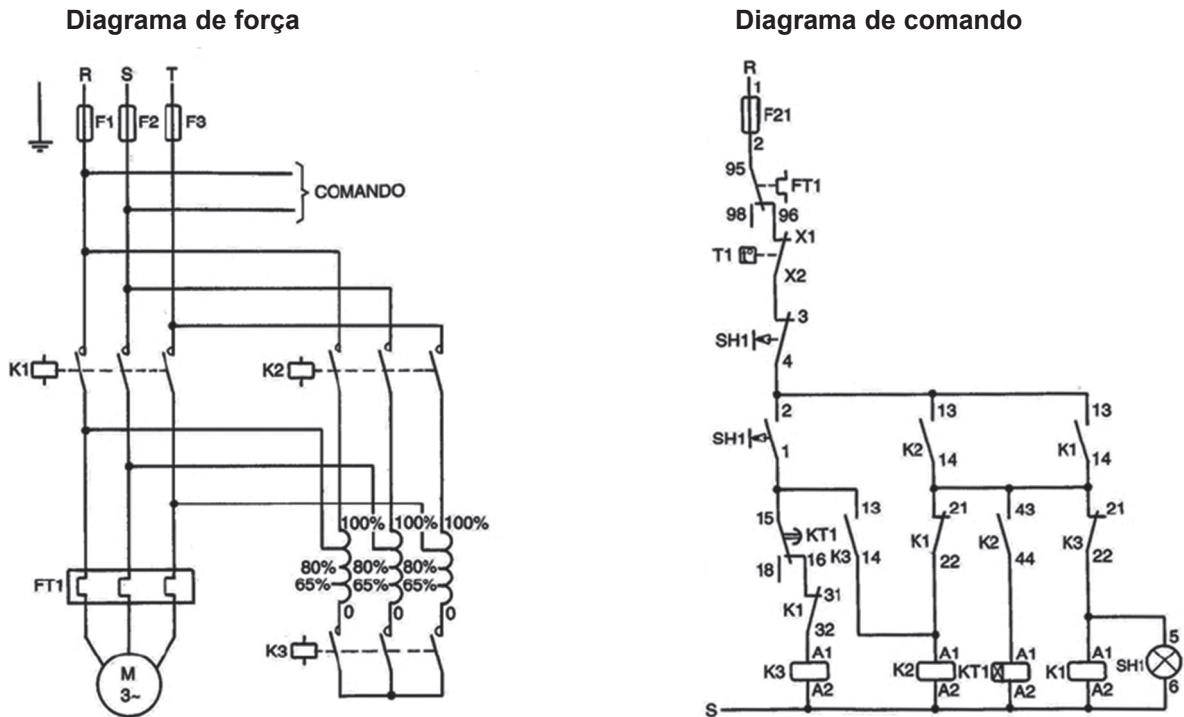 Diagrama de força
R S T
F1 F2 F3
COMANDO
K1 K2
100% 100% 100%
80% 80% 80%
65% 65% 65%
0 0 0
FT1
K3
M
3~
Diagrama de comando
R
1
F21
2
95
FT1
98 96
X1
T1
X2
3
SH1
4
2 13 13
SH1 K2 K1
1 14 14
15 13 21 43 21
KT1 K1 K2 K3
18 16 K3 14 22 44 22
31
K1
32
5
A1 A1 A1 A1
K3 K2 KT1 K1 SH1
A2 A2 A2 A2 6
S